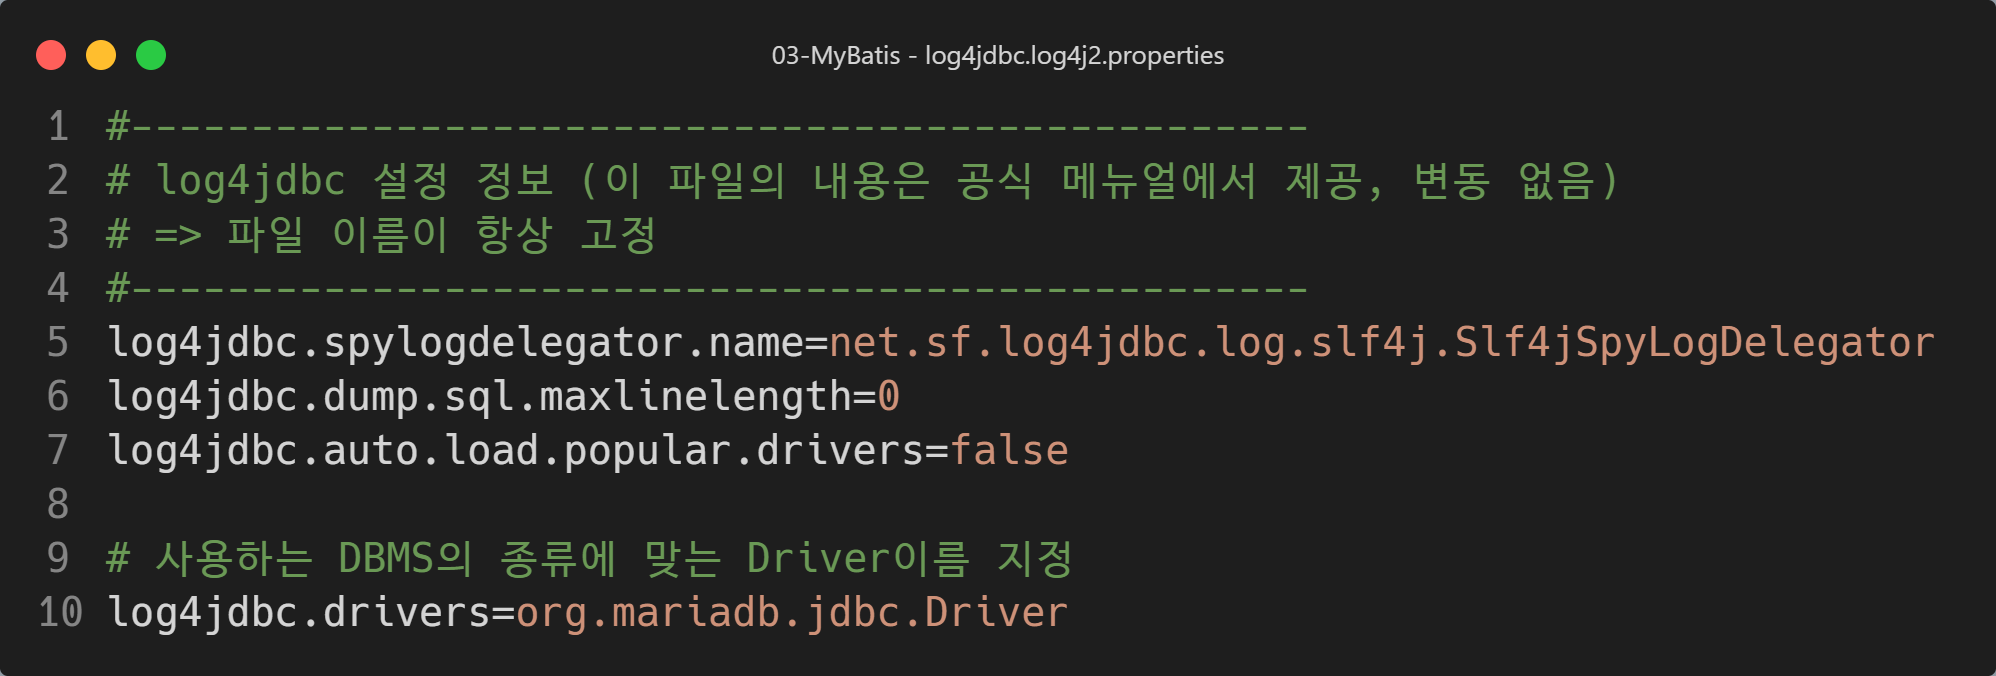 03-MyBatis - log4jdbc.log4j2.properties
1 #-------------------------------------------------
2 # log4jdbc 설정 정보 (이 파일의 내용은 공식 메뉴얼에서 제공, 변동 없음)
3 # => 파일 이름이 항상 고정
4 #-------------------------------------------------
5 log4jdbc.spylogdelegator.name=net.sf.log4jdbc.log.slf4j.Slf4jSpyLogDelegator
6 log4jdbc.dump.sql.maxlinelength=0
7 log4jdbc.auto.load.popular.drivers=false
8
9 # 사용하는 DBMS의 종류에 맞는 Driver이름 지정
10 log4jdbc.drivers=org.mariadb.jdbc.Driver